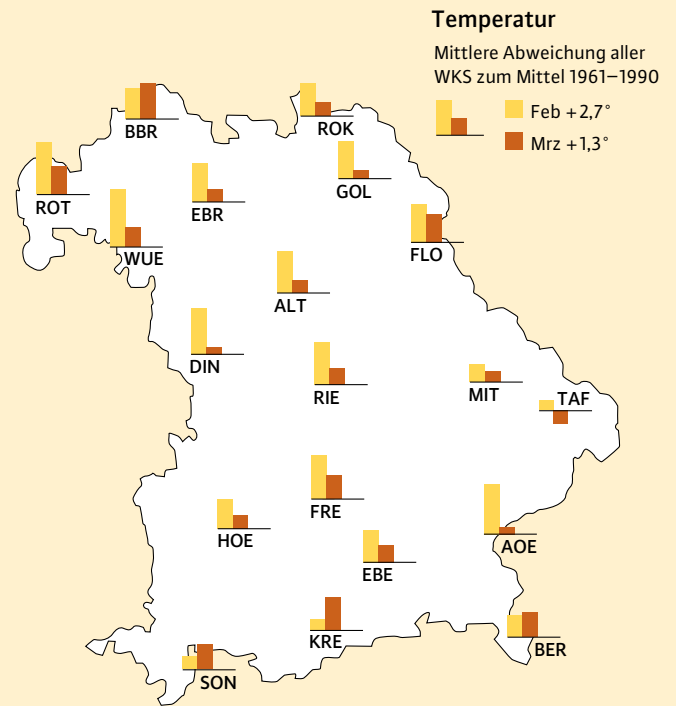 Temperatur
Mittlere Abweichung aller
WKS zum Mittel 1961–1990
Feb +2,7°
Mrz +1,3°
BBR
ROK
ROT
EBR
GOL
WUE
FLO
ALT
DIN
RIE
MIT
TAF
FRE
HOE
AOE
EBE
KRE
BER
SON